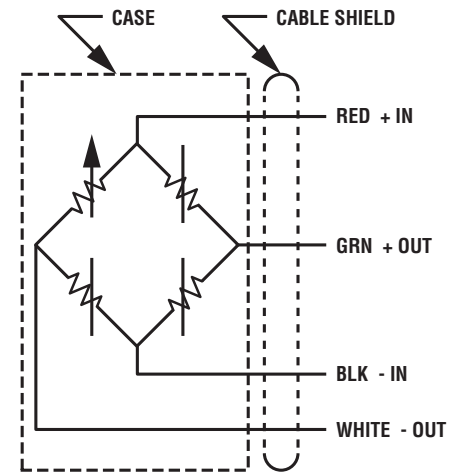 CASE
CABLE SHIELD
RED + IN
GRN + OUT
BLK - IN
WHITE - OUT